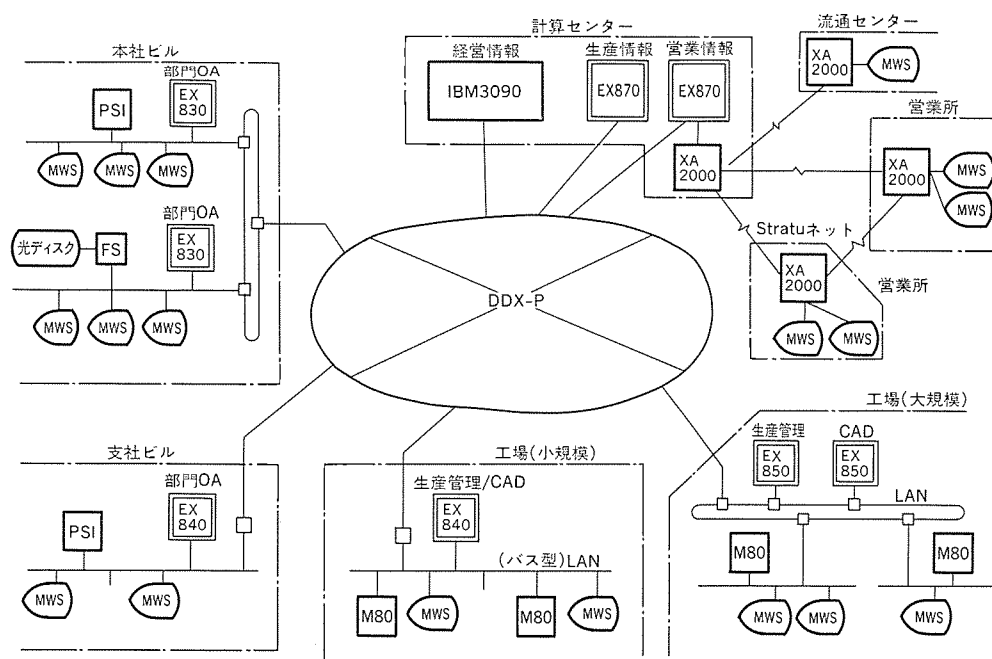 本社ビル
部門OA
PSI
EX
830
MWS
MWS
MWS
部門OA
光ディスク
FS
EX
830
MWS
MWS
MWS
計算センター
経営情報
生産情報
営業情報
IBM3090
EX870
EX870
XA
2000
流通センター
XA
2000
MWS
営業所
XA
2000
MWS
MWS
Stratuネット
XA
2000
営業所
MWS
MWS
DDX-P
支社ビル
部門OA
PSI
EX
840
MWS
MWS
工場(小規模)
生産管理/CAD
EX
840
(バス型)LAN
M80
MWS
M80
MWS
工場(大規模)
生産管理
CAD
EX
850
EX
850
LAN
M80
M80
MWS
MWS
MWS